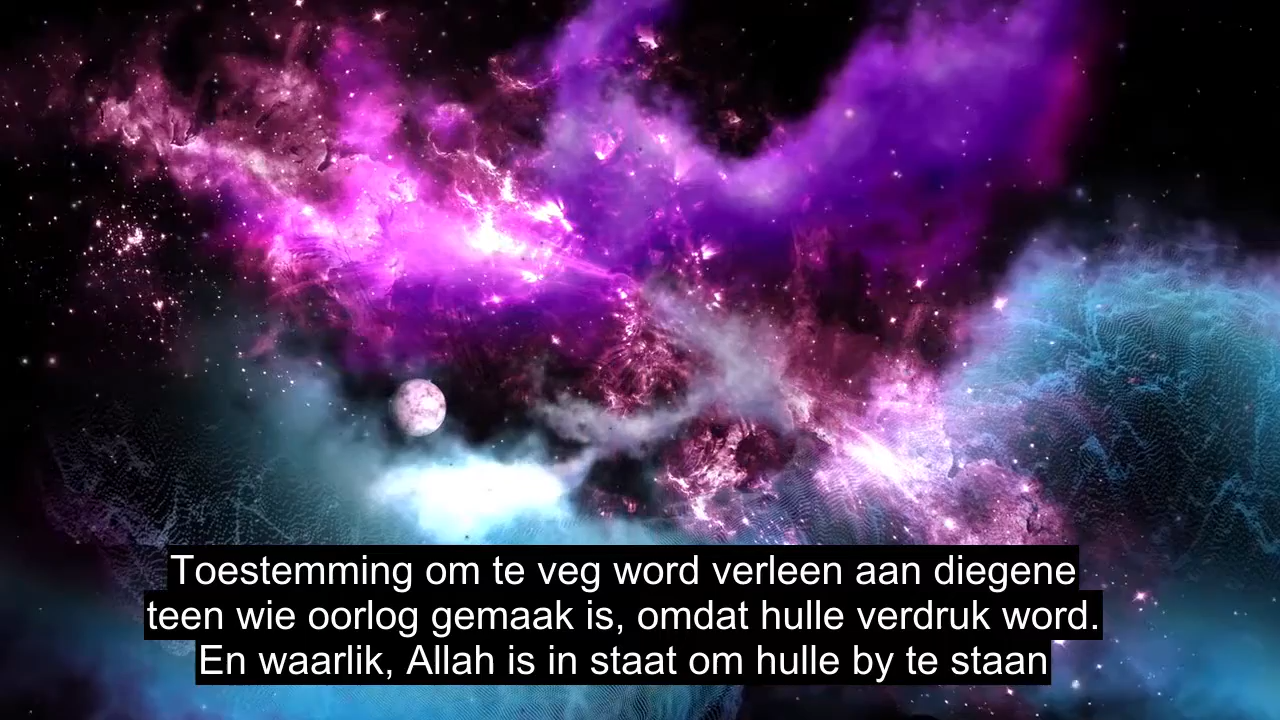 Toestemming om te veg word verleen aan diegene
teen wie oorlog gemaak is, omdat hulle verdruk word.
En waarlik, Allah is in staat om hulle by te staan